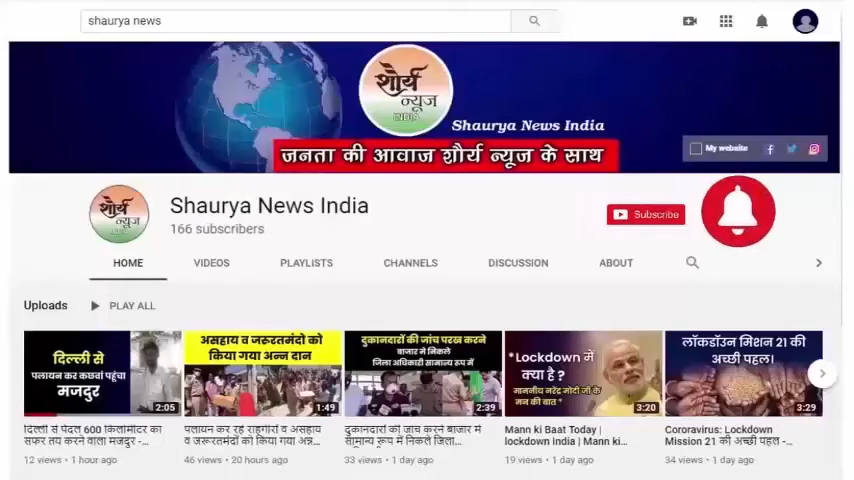 shaurya news
शौर्य
न्यूज
INDIA
Shaurya News India
जनता की आवाज शौर्य न्यूज के साथ
My website
शौर्य
न्यूज
Shaurya News India
166 subscribers
Subscribe
HOME VIDEOS PLAYLISTS CHANNELS DISCUSSION ABOUT
Uploads PLAY ALL
दिल्ली से
पलायन कर कछवां पहुंचा
मजदुर
2:05
दिल्ली से पैदल 600 किलोमीटर का
सफर तय करने वाला मजदुर -...
12 views • 1 hour ago
असहाय व जरूरतमंदो को
किया गया अन्न दान
1:49
पलायन कर रहे राहगीरों व असहाय
व जरूरतमंदों को किया गया अन्न...
46 views • 20 hours ago
दुकानदारों की जांच परख करने
बाजार मे निकले
जिला अधिकारी सामान्य रूप में
2:39
दुकानदारों की जांच करने बाजार में
सामान्य रूप में निकले जिला...
33 views • 1 day ago
"Lockdown में
क्या है ?
माननीय नरेंद्र मोदी जी के
मन की बात"
3:20
Mann ki Baat Today |
lockdown India | Mann ki...
19 views • 1 day ago
लॉकडॉउन मिशन 21 की
अच्छी पहल।
3:29
Cororavirus: Lockdown
Mission 21 की अच्छी पहल -...
34 views • 1 day ago